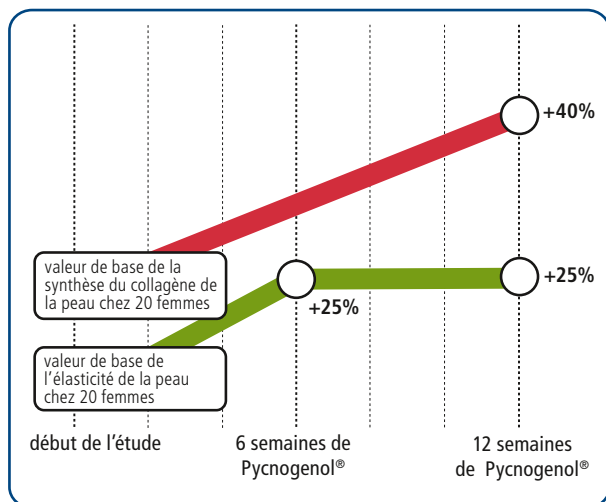 +40%
valeur de base de la
synthèse du collagène de
la peau chez 20 femmes
+25%
+25%
valeur de base de
l’élasticité de la peau
chez 20 femmes
début de l’étude
6 semaines de
Pycnogenol®
12 semaines
de Pycnogenol®